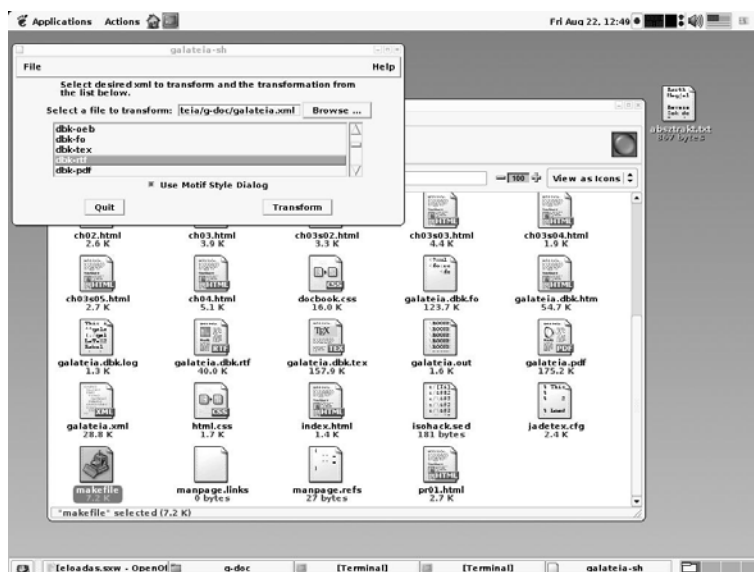 Applications Actions
Fri Aug 22, 12:49
galateia-sh
File Help
Select desired xml to transform and the transformation from
the list below.
Select a file to transform: teia/g-doc/galateia.xml Browse ...
dbk-oeb
dbk-fo
dbk-tex
dbk-rtf
dbk-pdf
Use Motif Style Dialog
Quit Transform
absztrakt.txt
807 bytes
100 View as Icons
ch02.html ch03.html ch03s02.html ch03s03.html ch03s04.html
2.6 K 3.9 K 3.3 K 4.4 K 1.9 K
ch03s05.html ch04.html docbook.css galateia.dbk.fo galateia.dbk.htm
2.7 K 5.1 K 16.0 K 123.7 K 54.7 K
galateia.dbk.log galateia.dbk.rtf galateia.dbk.tex galateia.out galateia.pdf
1.3 K 40.0 K 157.9 K 1.6 K 175.2 K
galateia.xml html.css index.html isohack.sed jadetex.cfg
28.8 K 1.7 K 1.4 K 181 bytes 2.4 K
makefile manpage.links manpage.refs pr01.html
7.2 K 0 bytes 27 bytes 2.7 K
"makefile" selected (7.2 K)
[eloadas.sxw - OpenOf g-doc [Terminal] [Terminal] galateia-sh